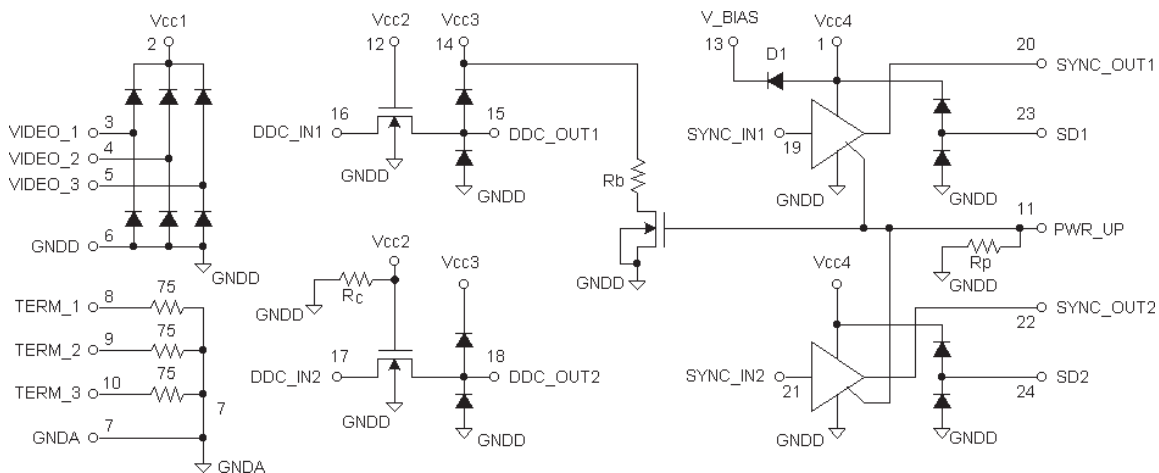 Vcc1
2
3
VIDEO_1
4
VIDEO_2
5
VIDEO_3
6
GNDD
GNDD
8
75
TERM_1
9
75
TERM_2
10
75
TERM_3
7
7
GNDA
GNDA
Vcc2
12
Vcc3
14
16
DDC_IN1
15
DDC_OUT1
GNDD
GNDD
Rb
GNDD
Vcc2
Rc
GNDD
Vcc3
17
DDC_IN2
18
DDC_OUT2
GNDD
GNDD
V_BIAS
13
D1
Vcc4
1
20
SYNC_OUT1
SYNC_IN1
19
23
SD1
GNDD
GNDD
11
PWR_UP
Rp
GNDD
Vcc4
SYNC_OUT2
22
SYNC_IN2
21
SD2
24
GNDD
GNDD